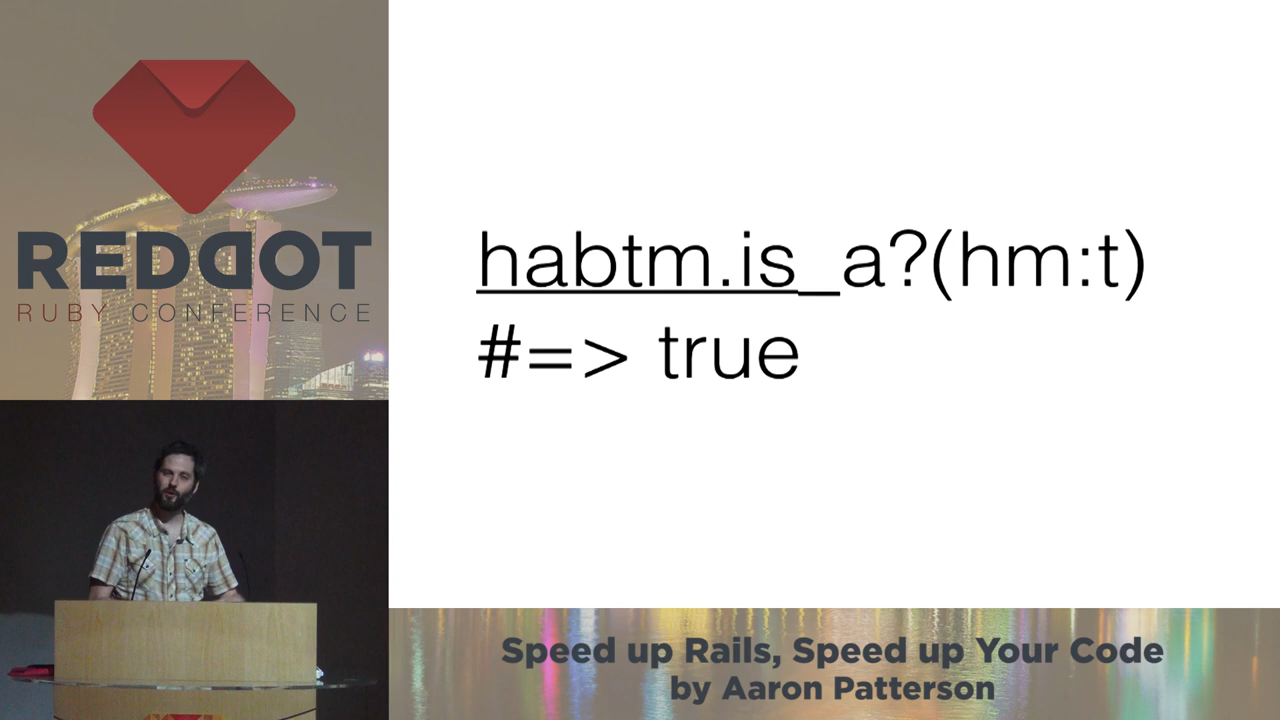 REDDOT
RUBY CONFERENCE
habtm.is_a?(hm:t)
#=> true
Speed up Rails, Speed up Your Code
by Aaron Patterson